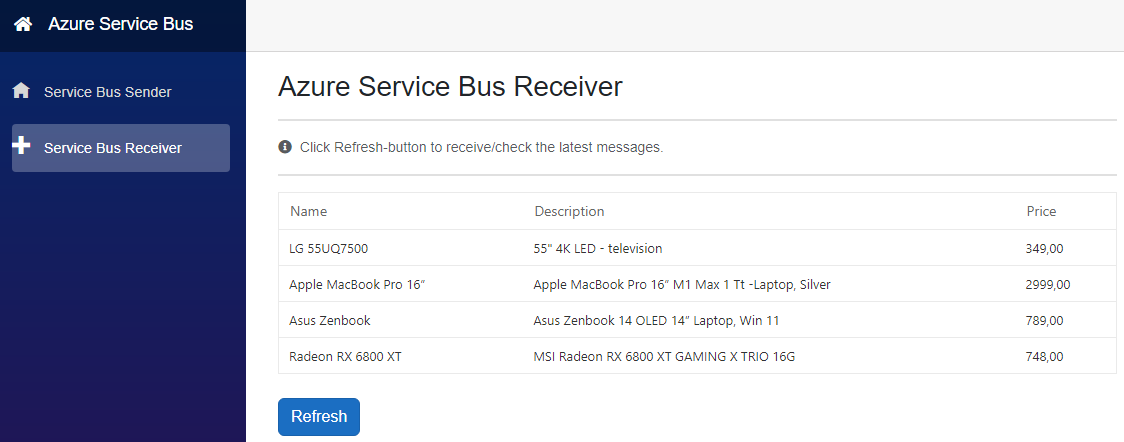 Azure Service Bus
Service Bus Sender
Service Bus Receiver
Azure Service Bus Receiver
Click Refresh-button to receive/check the latest messages.
Name Description Price
LG 55UQ7500 55" 4K LED - television 349,00
Apple MacBook Pro 16” Apple MacBook Pro 16” M1 Max 1 Tt -Laptop, Silver 2999,00
Asus Zenbook Asus Zenbook 14 OLED 14” Laptop, Win 11 789,00
Radeon RX 6800 XT MSI Radeon RX 6800 XT GAMING X TRIO 16G 748,00
Refresh